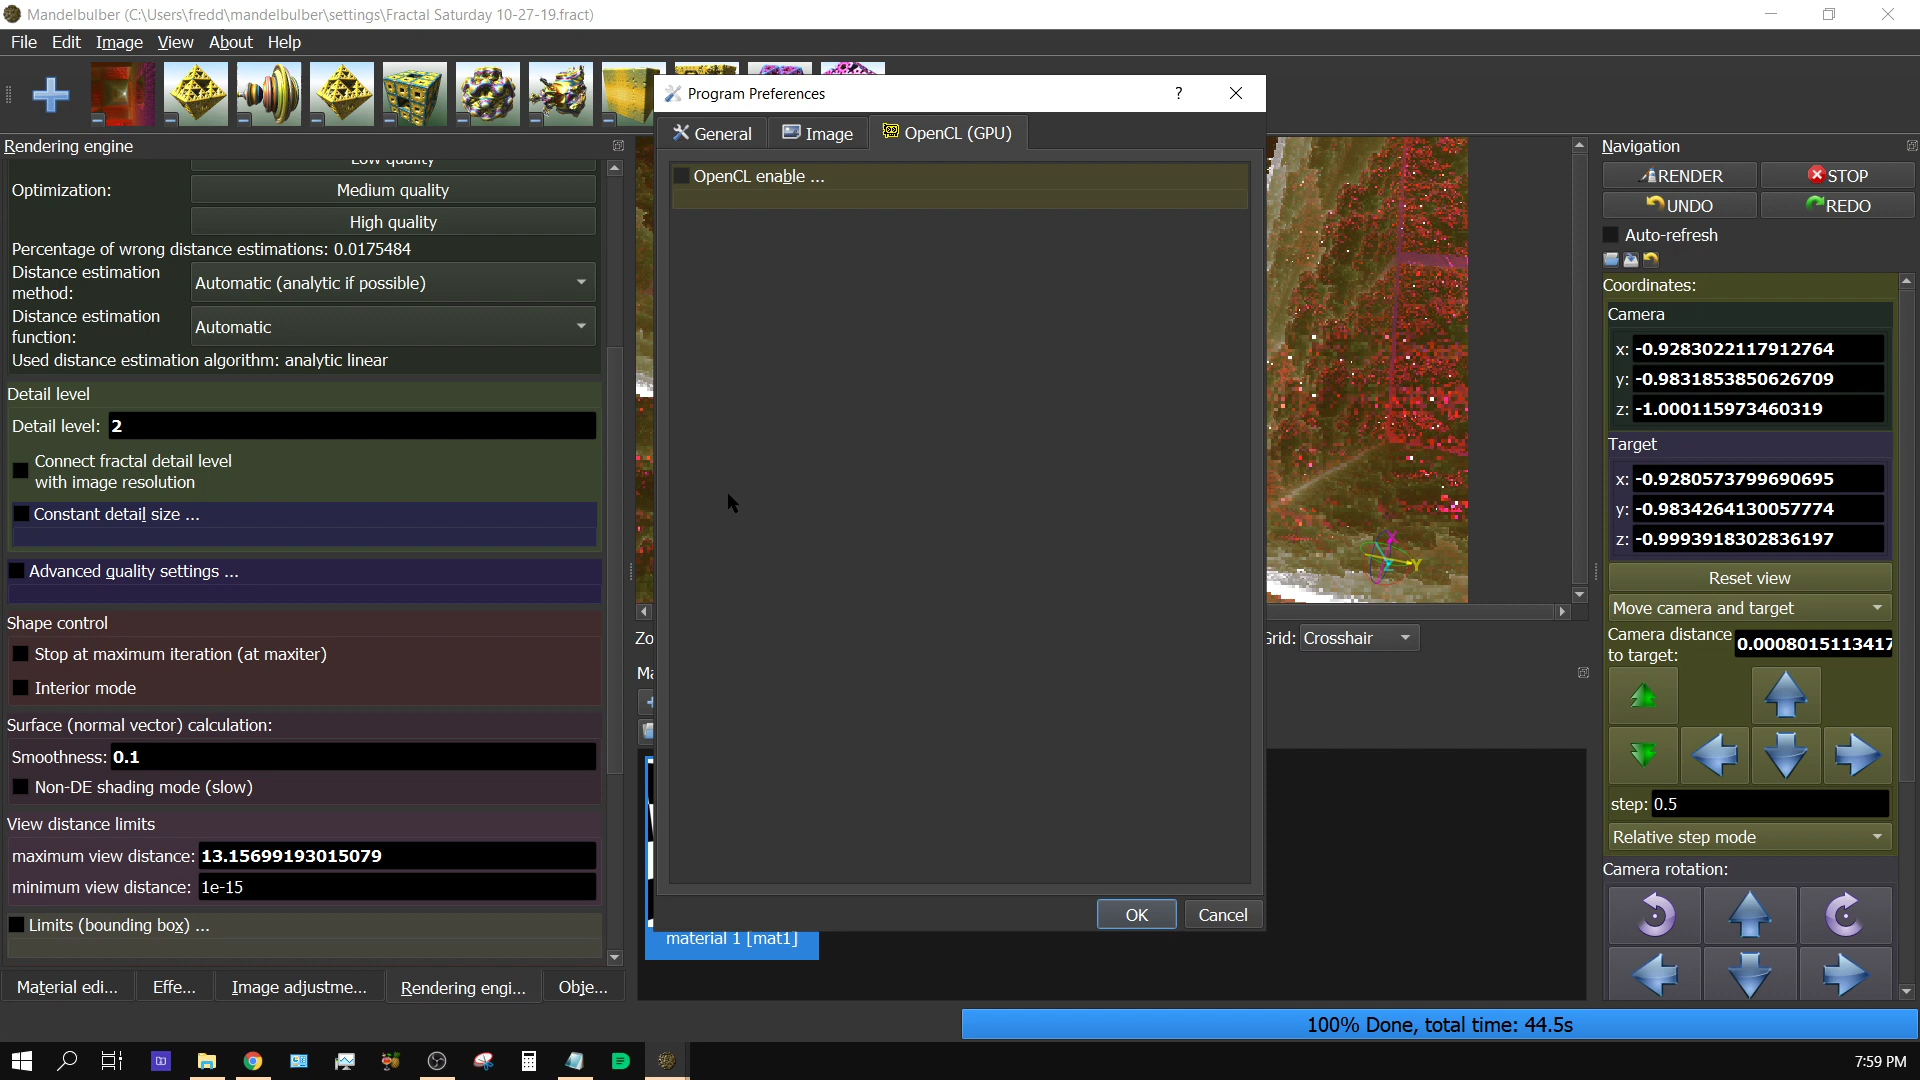 Mandelbulber (C:\Users\fredd\mandelbulber\settings\Fractal Saturday 10-27-19.fract)
File Edit Image View About Help
Program Preferences
?
General Image OpenCL (GPU)
OpenCL enable ...
OK Cancel
Rendering engine
Low quality
Optimization: Medium quality
High quality
Percentage of wrong distance estimations: 0.0175484
Distance estimation
method: Automatic (analytic if possible)
Distance estimation
function: Automatic
Used distance estimation algorithm: analytic linear
Detail level
Detail level: 2
Connect fractal detail level
with image resolution
Constant detail size ...
Advanced quality settings ...
Shape control
Stop at maximum iteration (at maxiter)
Interior mode
Surface (normal vector) calculation:
Smoothness: 0.1
Non-DE shading mode (slow)
View distance limits
maximum view distance: 13.15699193015079
minimum view distance: 1e-15
Limits (bounding box) ...
Material edi... Effe... Image adjustme... Rendering engi... Obje...
X
Y
Z
Zo
Grid: Crosshair
Ma
material 1 [mat1]
Navigation
RENDER STOP
UNDO REDO
Auto-refresh
Coordinates:
Camera
x: -0.9283022117912764
y: -0.9831853850626709
z: -1.000115973460319
Target
x: -0.9280573799690695
y: -0.9834264130057774
z: -0.9993918302836197
Reset view
Move camera and target
Camera distance
to target: 0.0008015113417
step: 0.5
Relative step mode
Camera rotation:
100% Done, total time: 44.5s
7:59 PM